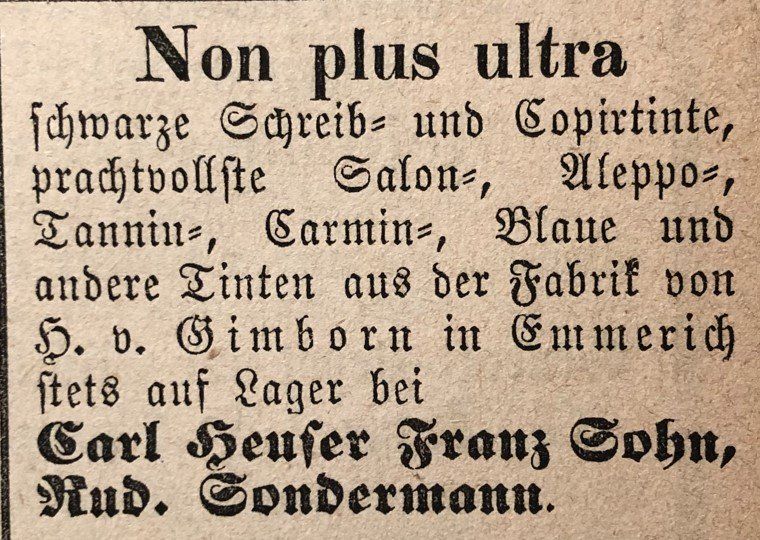 Non plus ultra
schwarze Schreib- und Copirtinte,
prachtvollste Salon-, Aleppo-,
Tannin-, Carmin-, Blaue und
andere Tinten aus der Fabrik von
H. v. Gimborn in Emmerich
stets auf Lager bei
Carl Heuser Franz Sohn,
Rud. Sondermann.